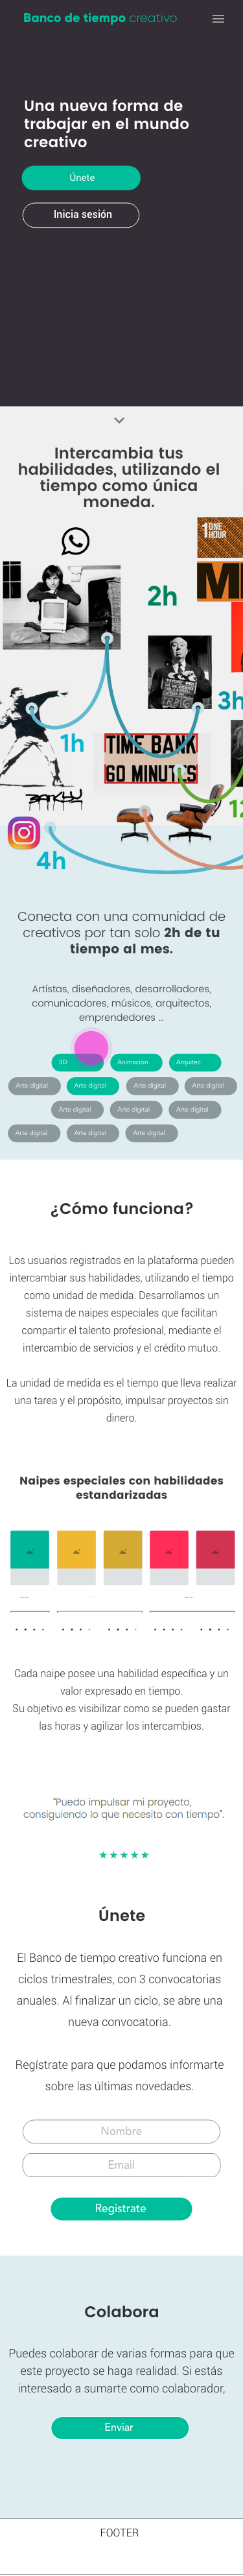 Banco de tiempo creativo
Una nueva forma de
trabajar en el mundo
creativo
Únete
Inicia sesión
Intercambia tus
habilidades, utilizando el
tiempo como única
moneda.
1 ONE
HOUR
2h
M
3h
1h
TIME BAN
60 MINUT
12
4h
Conecta con una comunidad de
creativos por tan solo 2h de tu
tiempo al mes.
Artistas, diseñadores, desarrolladores,
comunicadores, músicos, arquitectos,
emprendedores ...
3D Animación Arquitec
Arte digital Arte digital Arte digital Arte digital
Arte digital Arte digital Arte digital
Arte digital Arte digital Arte digital
¿Cómo funciona?
Los usuarios registrados en la plataforma pueden
intercambiar sus habilidades, utilizando el tiempo
como unidad de medida. Desarrollamos un
sistema de naipes especiales que facilitan
compartir el talento profesional, mediante el
intercambio de servicios y el crédito mutuo.
La unidad de medida es el tiempo que lleva realizar
una tarea y el propósito, impulsar proyectos sin
dinero.
Naipes especiales con habilidades
estandarizadas
Cada naipe posee una habilidad específica y un
valor expresado en tiempo.
Su objetivo es visibilizar como se pueden gastar
las horas y agilizar los intercambios.
"Puedo impulsar mi proyecto,
consiguiendo lo que necesito con tiempo".
Únete
El Banco de tiempo creativo funciona en
ciclos trimestrales, con 3 convocatorias
anuales. Al finalizar un ciclo, se abre una
nueva convocatoria.
Regístrate para que podamos informarte
sobre las últimas novedades.
Nombre
Email
Registrate
Colabora
Puedes colaborar de varias formas para que
este proyecto se haga realidad. Si estás
interesado a sumarte como colaborador,
Enviar
FOOTER